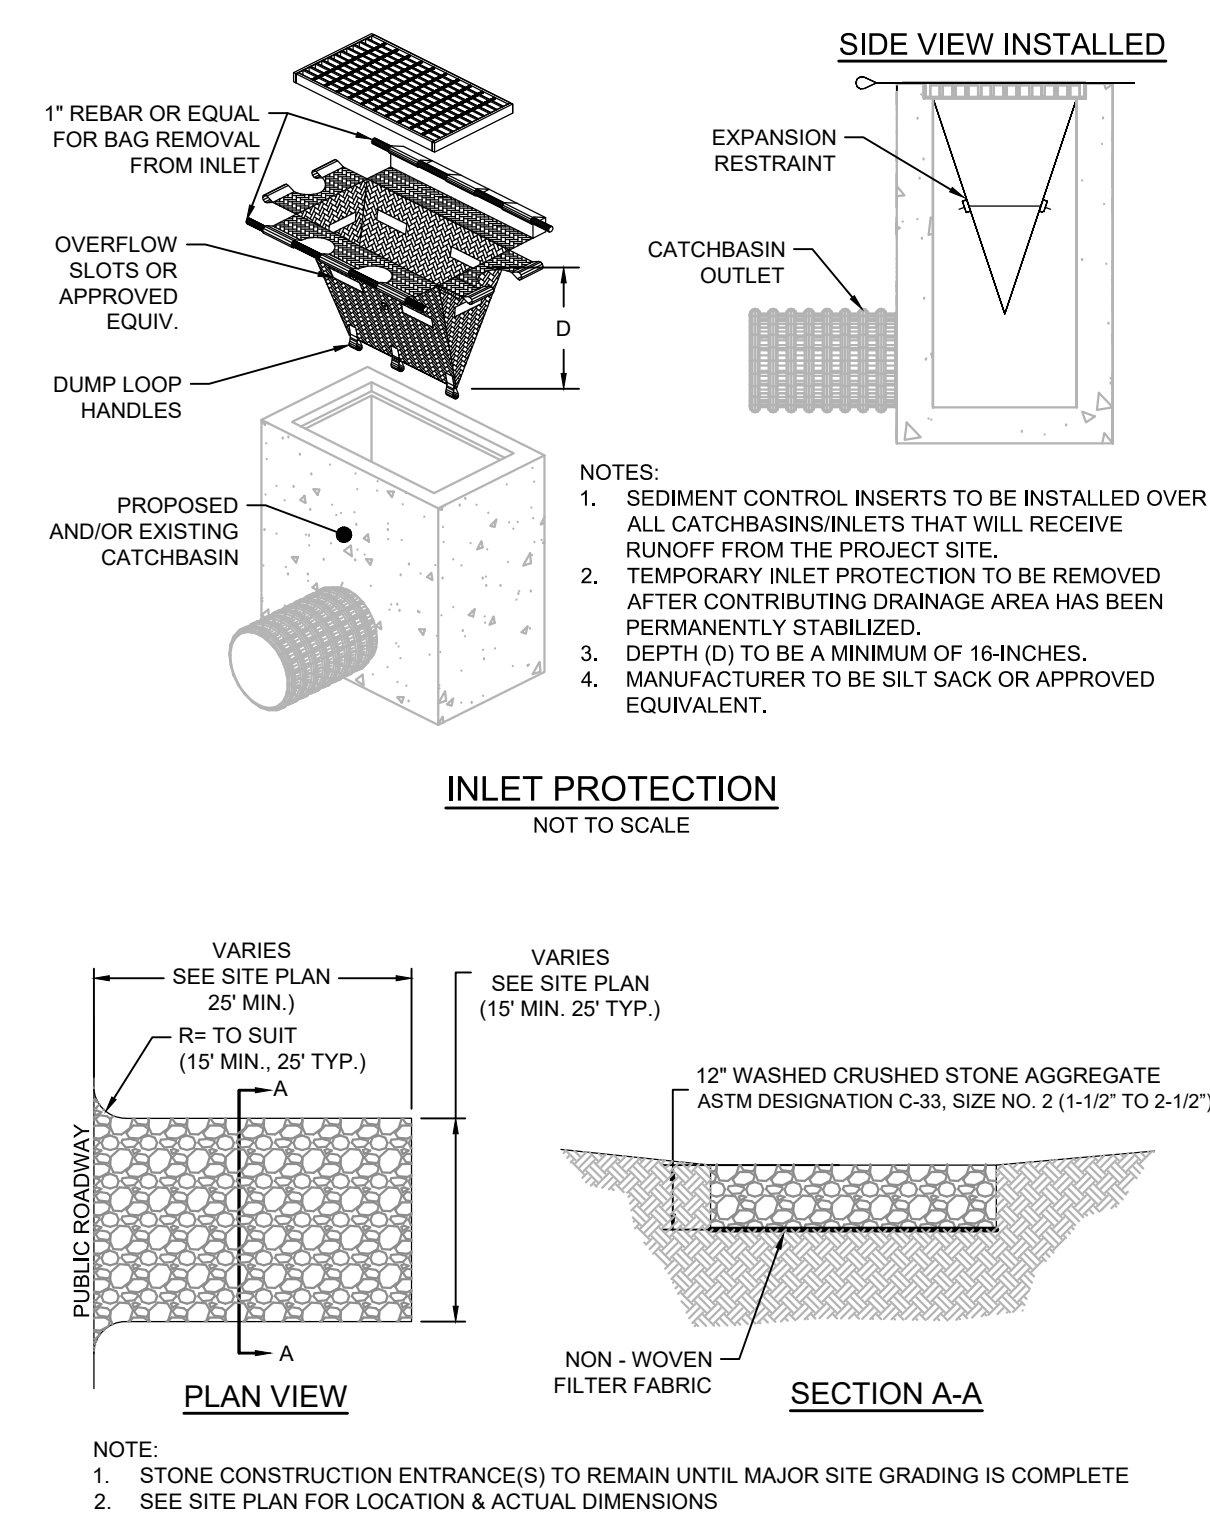 SIDE VIEW INSTALLED
1" REBAR OR EQUAL
FOR BAG REMOVAL
FROM INLET
OVERFLOW
SLOTS OR
APPROVED
EQUIV.
D
DUMP LOOP
HANDLES
PROPOSED
AND/OR EXISTING
CATCHBASIN
EXPANSION
RESTRAINT
CATCHBASIN
OUTLET
NOTES:
1. SEDIMENT CONTROL INSERTS TO BE INSTALLED OVER
ALL CATCHBASINS/INLETS THAT WILL RECEIVE
RUNOFF FROM THE PROJECT SITE.
2. TEMPORARY INLET PROTECTION TO BE REMOVED
AFTER CONTRIBUTING DRAINAGE AREA HAS BEEN
PERMANENTLY STABILIZED.
3. DEPTH (D) TO BE A MINIMUM OF 16-INCHES.
4. MANUFACTURER TO BE SILT SACK OR APPROVED
EQUIVALENT.
INLET PROTECTION
NOT TO SCALE
VARIES
SEE SITE PLAN
25' MIN.)
VARIES
SEE SITE PLAN
(15' MIN. 25' TYP.)
R= TO SUIT
(15' MIN., 25' TYP.)
A
PUBLIC ROADWAY
A
PLAN VIEW
12" WASHED CRUSHED STONE AGGREGATE
ASTM DESIGNATION C-33, SIZE NO. 2 (1-1/2” TO 2-1/2”)
NON - WOVEN
FILTER FABRIC
SECTION A-A
NOTE:
1. STONE CONSTRUCTION ENTRANCE(S) TO REMAIN UNTIL MAJOR SITE GRADING IS COMPLETE
2. SEE SITE PLAN FOR LOCATION & ACTUAL DIMENSIONS